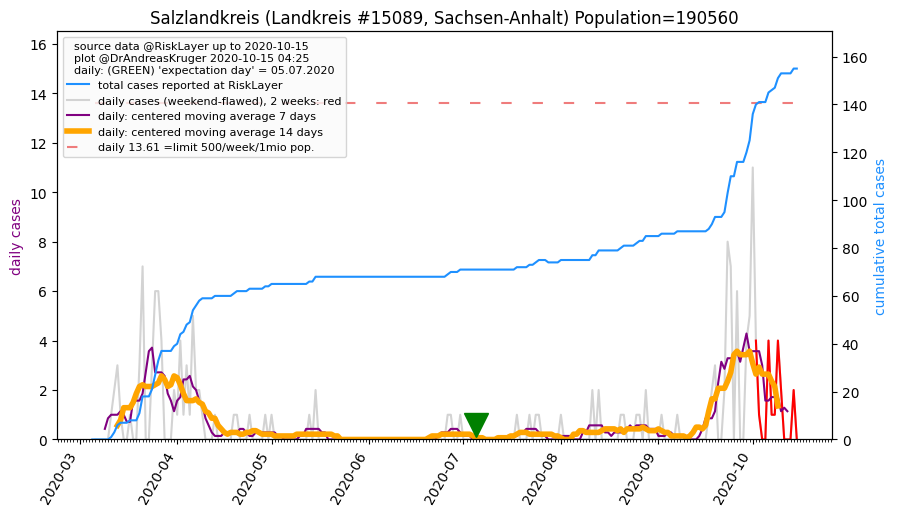 Salzlandkreis (Landkreis #15089, Sachsen-Anhalt) Population=190560
source data @RiskLayer up to 2020-10-15
plot @DrAndreasKruger 2020-10-15 04:25
daily: (GREEN) 'expectation day' = 05.07.2020
total cases reported at RiskLayer
daily cases (weekend-flawed), 2 weeks: red
daily: centered moving average 7 days
daily: centered moving average 14 days
daily 13.61 =limit 500/week/1mio pop.
daily cases
16
14
12
10
8
6
4
2
0
160
140
120
100
80
60
40
20
0
cumulative total cases
2020-03
2020-04
2020-05
2020-06
2020-07
2020-08
2020-09
2020-10